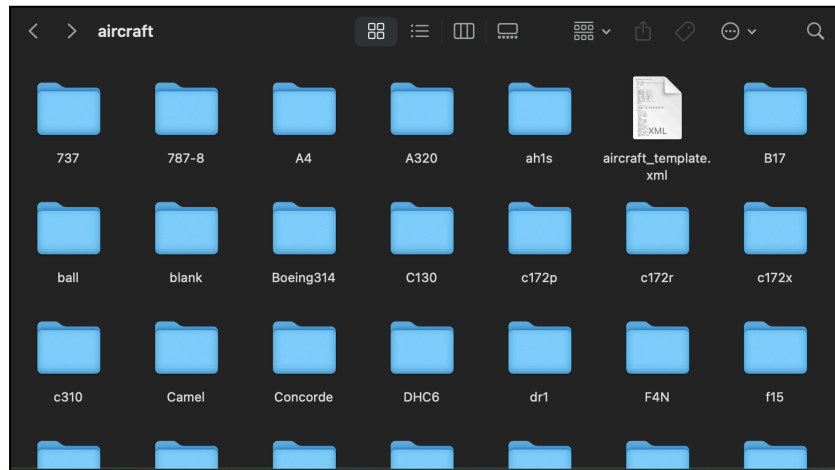 aircraft
737
787-8
A4
A320
ah1s
XML
aircraft_template.
xml
B17
ball
blank
Boeing314
C130
c172p
c172r
c172x
c310
Camel
Concorde
DHC6
dr1
F4N
f15